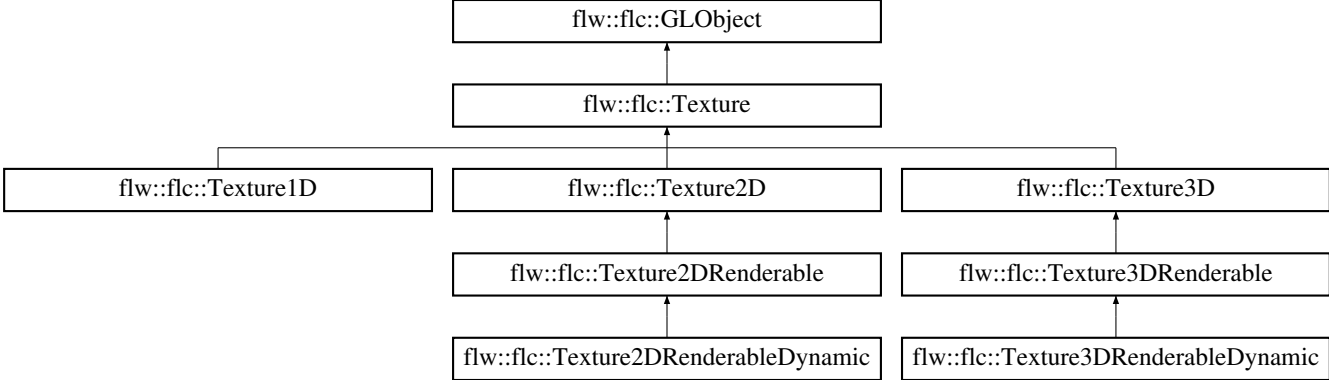 flw::flc::GLObject
flw::flc::Texture
flw::flc::Texture1D
flw::flc::Texture2D
flw::flc::Texture3D
flw::flc::Texture2DRenderable
flw::flc::Texture3DRenderable
flw::flc::Texture2DRenderableDynamic
flw::flc::Texture3DRenderableDynamic